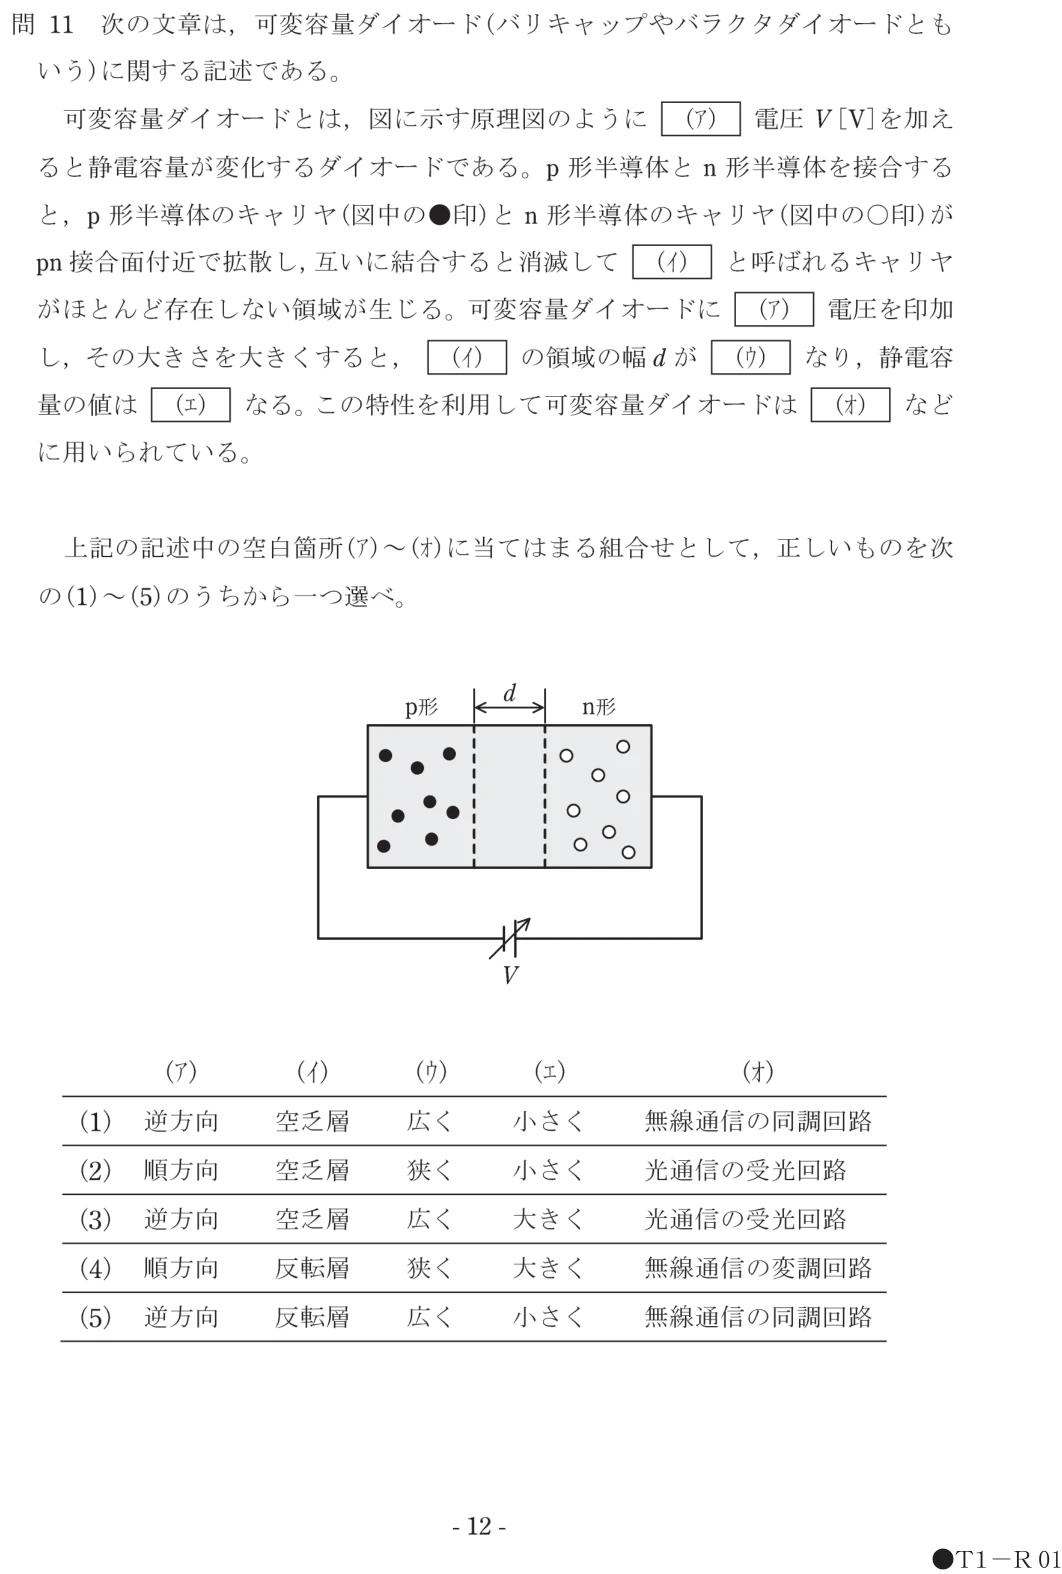 問 11　次の文章は，可変容量ダイオード(バリキャップやバラクタダイオードとも
いう)に関する記述である。
可変容量ダイオードとは，図に示す原理図のように (ア) 電圧 V [V]を加え
ると静電容量が変化するダイオードである。p 形半導体と n 形半導体を接合する
と，p 形半導体のキャリヤ(図中の●印)と n 形半導体のキャリヤ(図中の○印)が
pn 接合面付近で拡散し，互いに結合すると消滅して (イ) と呼ばれるキャリヤ
がほとんど存在しない領域が生じる。可変容量ダイオードに (ア) 電圧を印加
し，その大きさを大きくすると， (イ) の領域の幅 d が (ウ) なり，静電容
量の値は (エ) なる。この特性を利用して可変容量ダイオードは (オ) など
に用いられている。
上記の記述中の空白箇所(ア)～(オ)に当てはまる組合せとして，正しいものを次
の(1)～(5)のうちから一つ選べ。
p形 d n形
V
(ア) (イ) (ウ) (エ) (オ)
(1) 逆方向 空乏層 広く 小さく 無線通信の同調回路
(2) 順方向 空乏層 狭く 小さく 光通信の受光回路
(3) 逆方向 空乏層 広く 大きく 光通信の受光回路
(4) 順方向 反転層 狭く 大きく 無線通信の変調回路
(5) 逆方向 反転層 広く 小さく 無線通信の同調回路
- 12 -
●T1－R 01